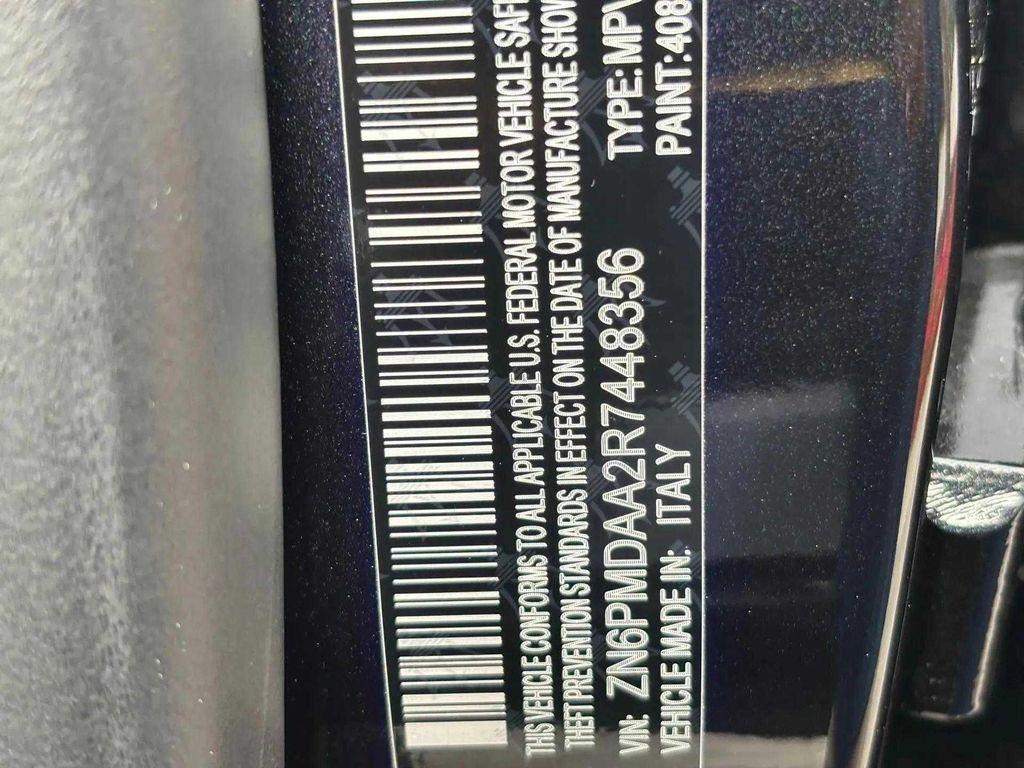 THIS VEHICLE CONFORMS TO ALL APPLICABLE U.S. FEDERAL MOTOR VEHICLE SAFE
THEFT PREVENTION STANDARDS IN EFFECT ON THE DATE OF MANUFACTURE SHOW
VIN: ZN6PMDAA2R7448356 TYPE: MPV
VEHICLE MADE IN: ITALY PAINT: 408